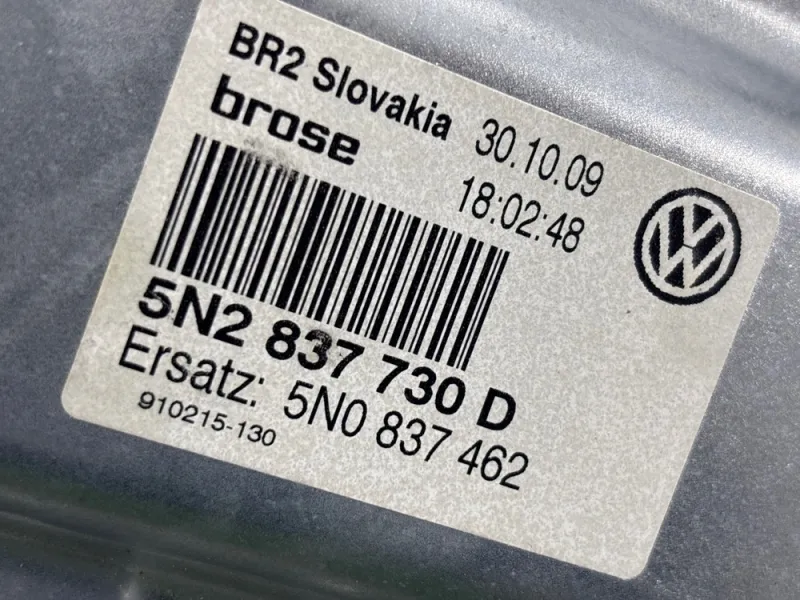 BR2 Slovakia 30.10.09
brose 18:02:48
5N2 837 730 D
Ersatz: 5N0 837 462
910215-130